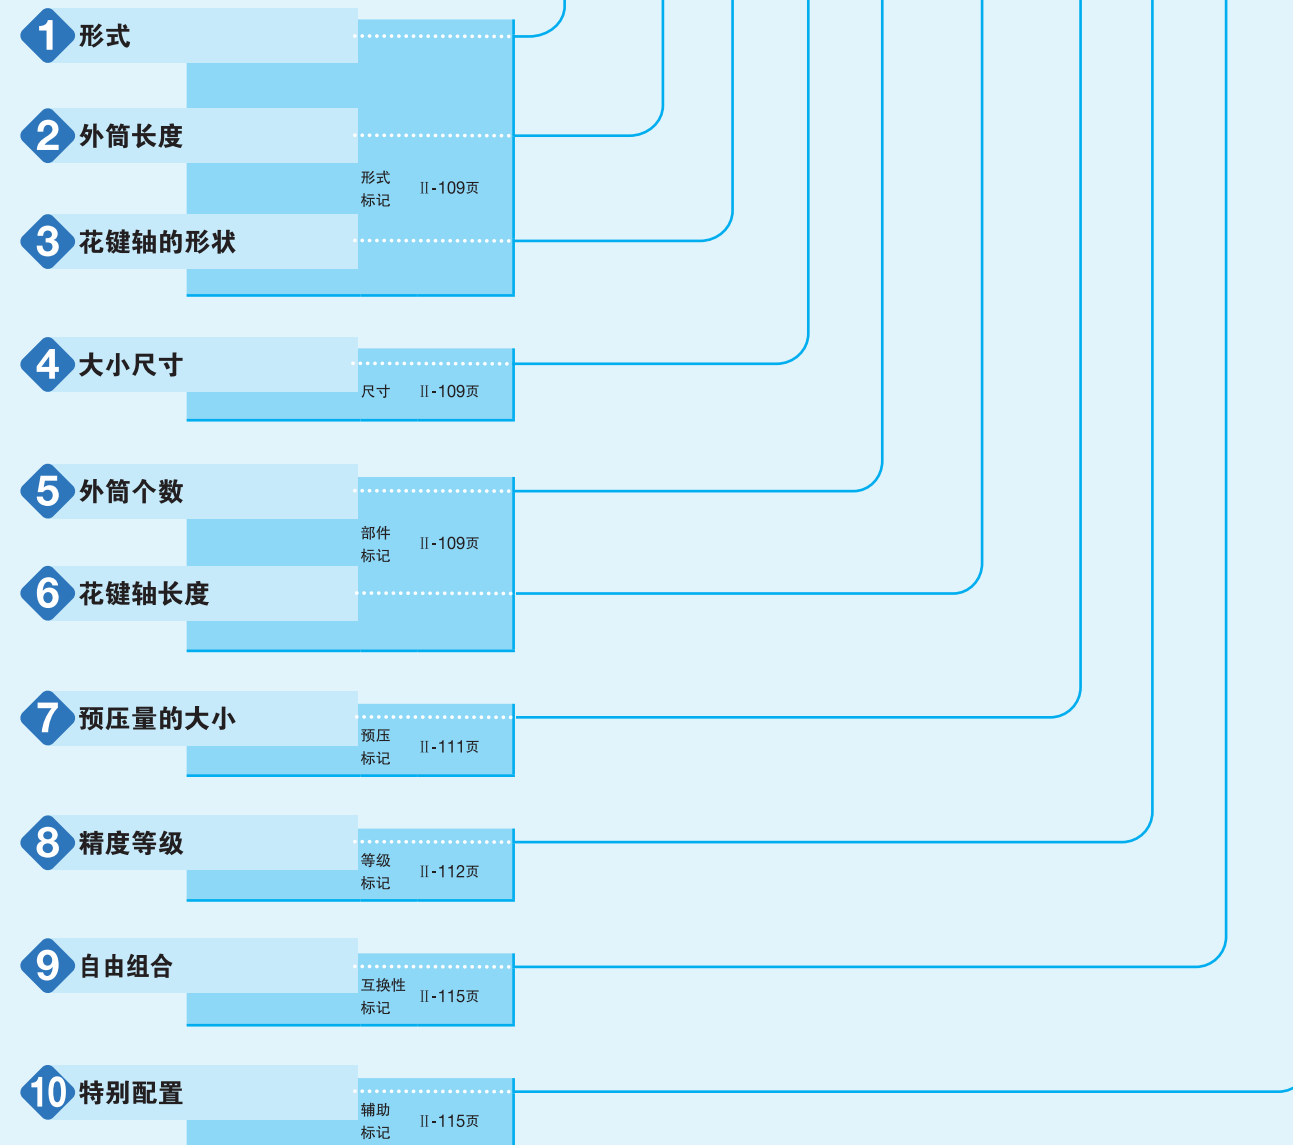 1 形式
2 外筒长度
形式
标记 II-109页
3 花键轴的形状
4 大小尺寸
尺寸 II-109页
5 外筒个数
部件
标记 II-109页
6 花键轴长度
7 预压量的大小
预压
标记 II-111页
8 精度等级
等级
标记 II-112页
9 自由组合
互换性
标记 II-115页
10 特别配置
辅助
标记 II-115页